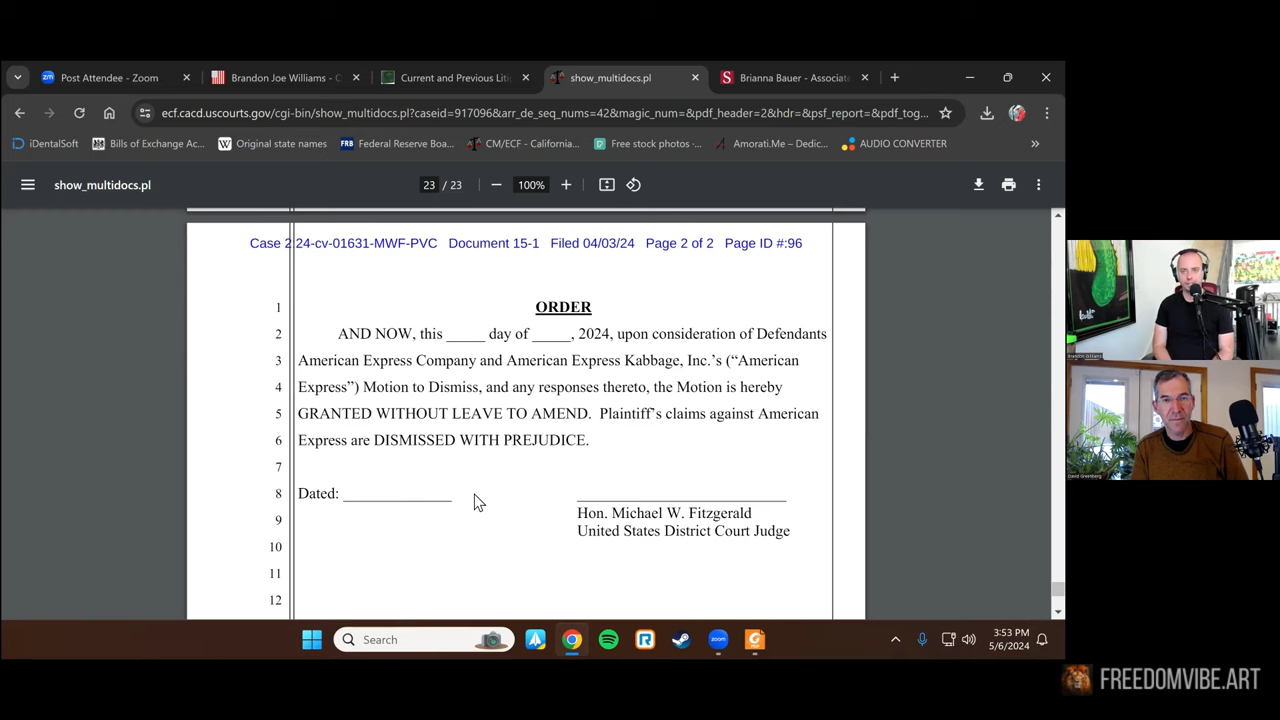 Post Attendee - Zoom
Brandon Joe Williams - C
Current and Previous Liti
show_multidocs.pl
Brianna Bauer - Associat
ecf.cacd.uscourts.gov/cgi-bin/show_multidocs.pl?caseid=917096&arr_de_seq_nums=42&magic_num=&pdf_header=2&hdr=&psf_report=&pdf_tog...
iDentalSoft
Bills of Exchange Ac...
Original state names
FRB Federal Reserve Boa...
CM/ECF - California...
Free stock photos -...
Amorati.Me – Dedic...
AUDIO CONVERTER
show_multidocs.pl
23 / 23
100%
Case 2:24-cv-01631-MWF-PVC Document 15-1 Filed 04/03/24 Page 2 of 2 Page ID #:96
1 ORDER
2 AND NOW, this _____ day of _____, 2024, upon consideration of Defendants
3 American Express Company and American Express Kabbage, Inc.'s (“American
4 Express”) Motion to Dismiss, and any responses thereto, the Motion is hereby
5 GRANTED WITHOUT LEAVE TO AMEND. Plaintiff's claims against American
6 Express are DISMISSED WITH PREJUDICE.
7
8 Dated: ______________
Hon. Michael W. Fitzgerald
9
United States District Court Judge
10
11
12
Brandon Williams
David Greenberg
Search
zoom
3:53 PM
5/6/2024
FREEDOMVIBE.ART